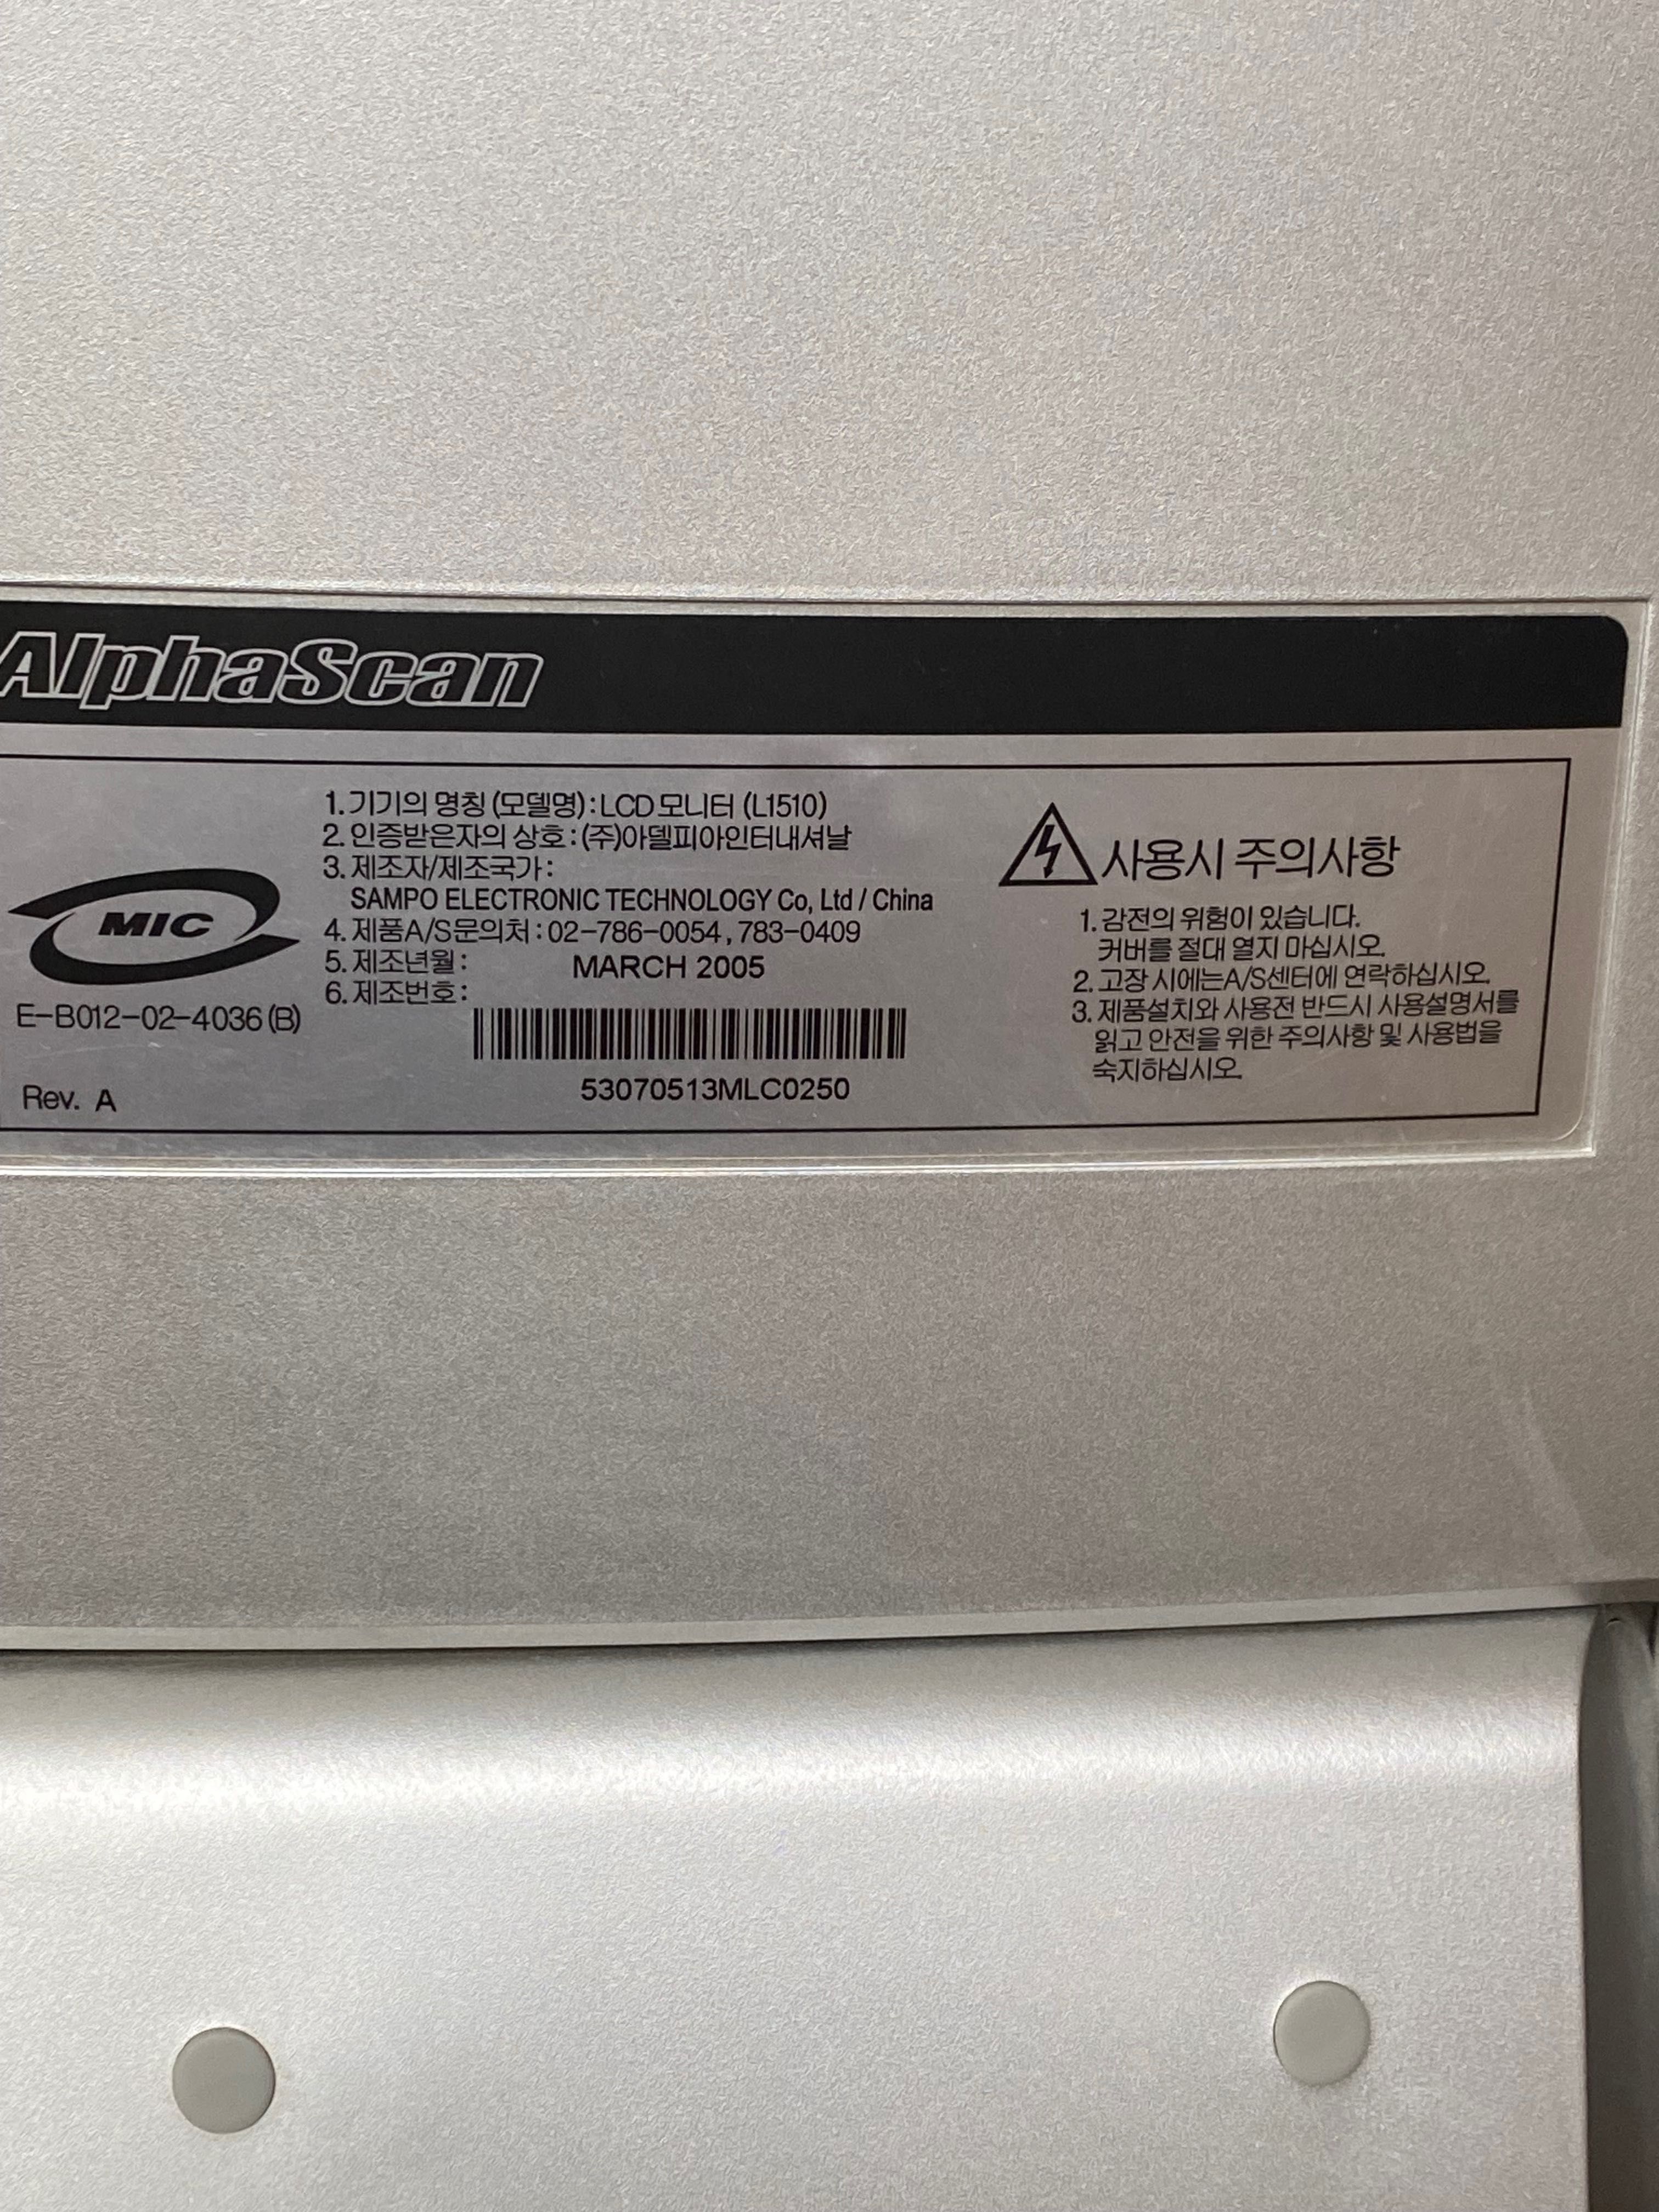 AlphaScan
MIC
E-B012-02-4036(B)
Rev. A
1. 기기의 명칭 (모델명) : LCD 모니터 (L1510)
2. 인증받은자의 상호 : (주)아델피아인터내셔날
3. 제조자/제조국가 :
SAMPO ELECTRONIC TECHNOLOGY Co, Ltd / China
4. 제품A/S문의처 : 02-786-0054, 783-0409
5. 제조년월 : MARCH 2005
6. 제조번호 :
53070513MLC0250
사용시 주의사항
1. 감전의 위험이 있습니다.
커버를 절대 열지 마십시오.
2. 고장 시에는A/S센터에 연락하십시오.
3. 제품설치와 사용전 반드시 사용설명서를
읽고 안전을 위한 주의사항 및 사용법을
숙지하십시오.